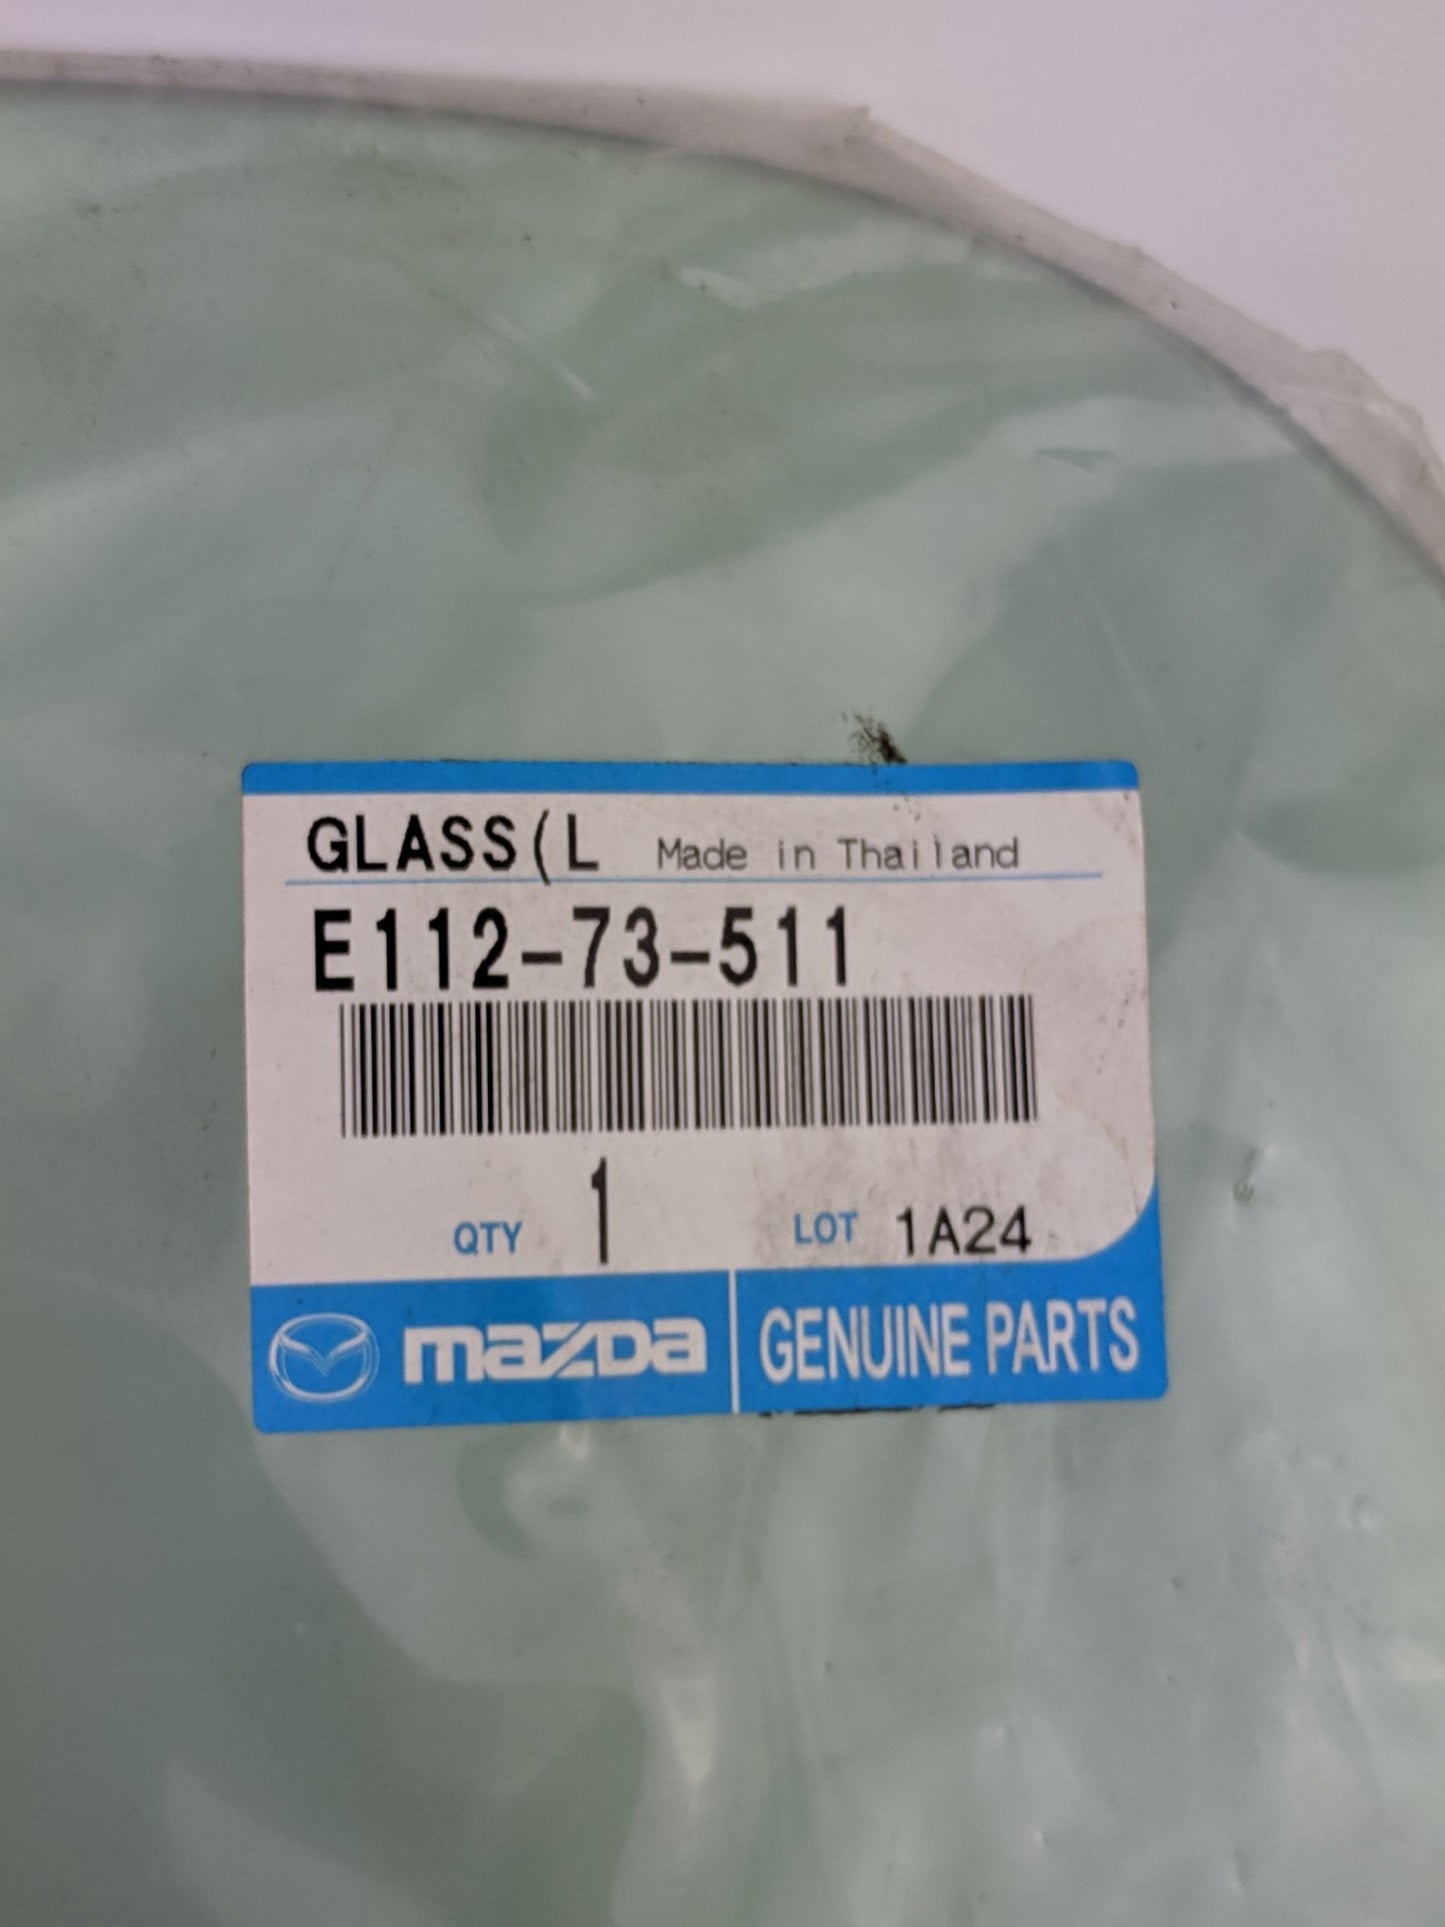 GLASS(L Made in Thailand
E112-73-511
QTY 1 LOT 1A24
mazda GENUINE PARTS